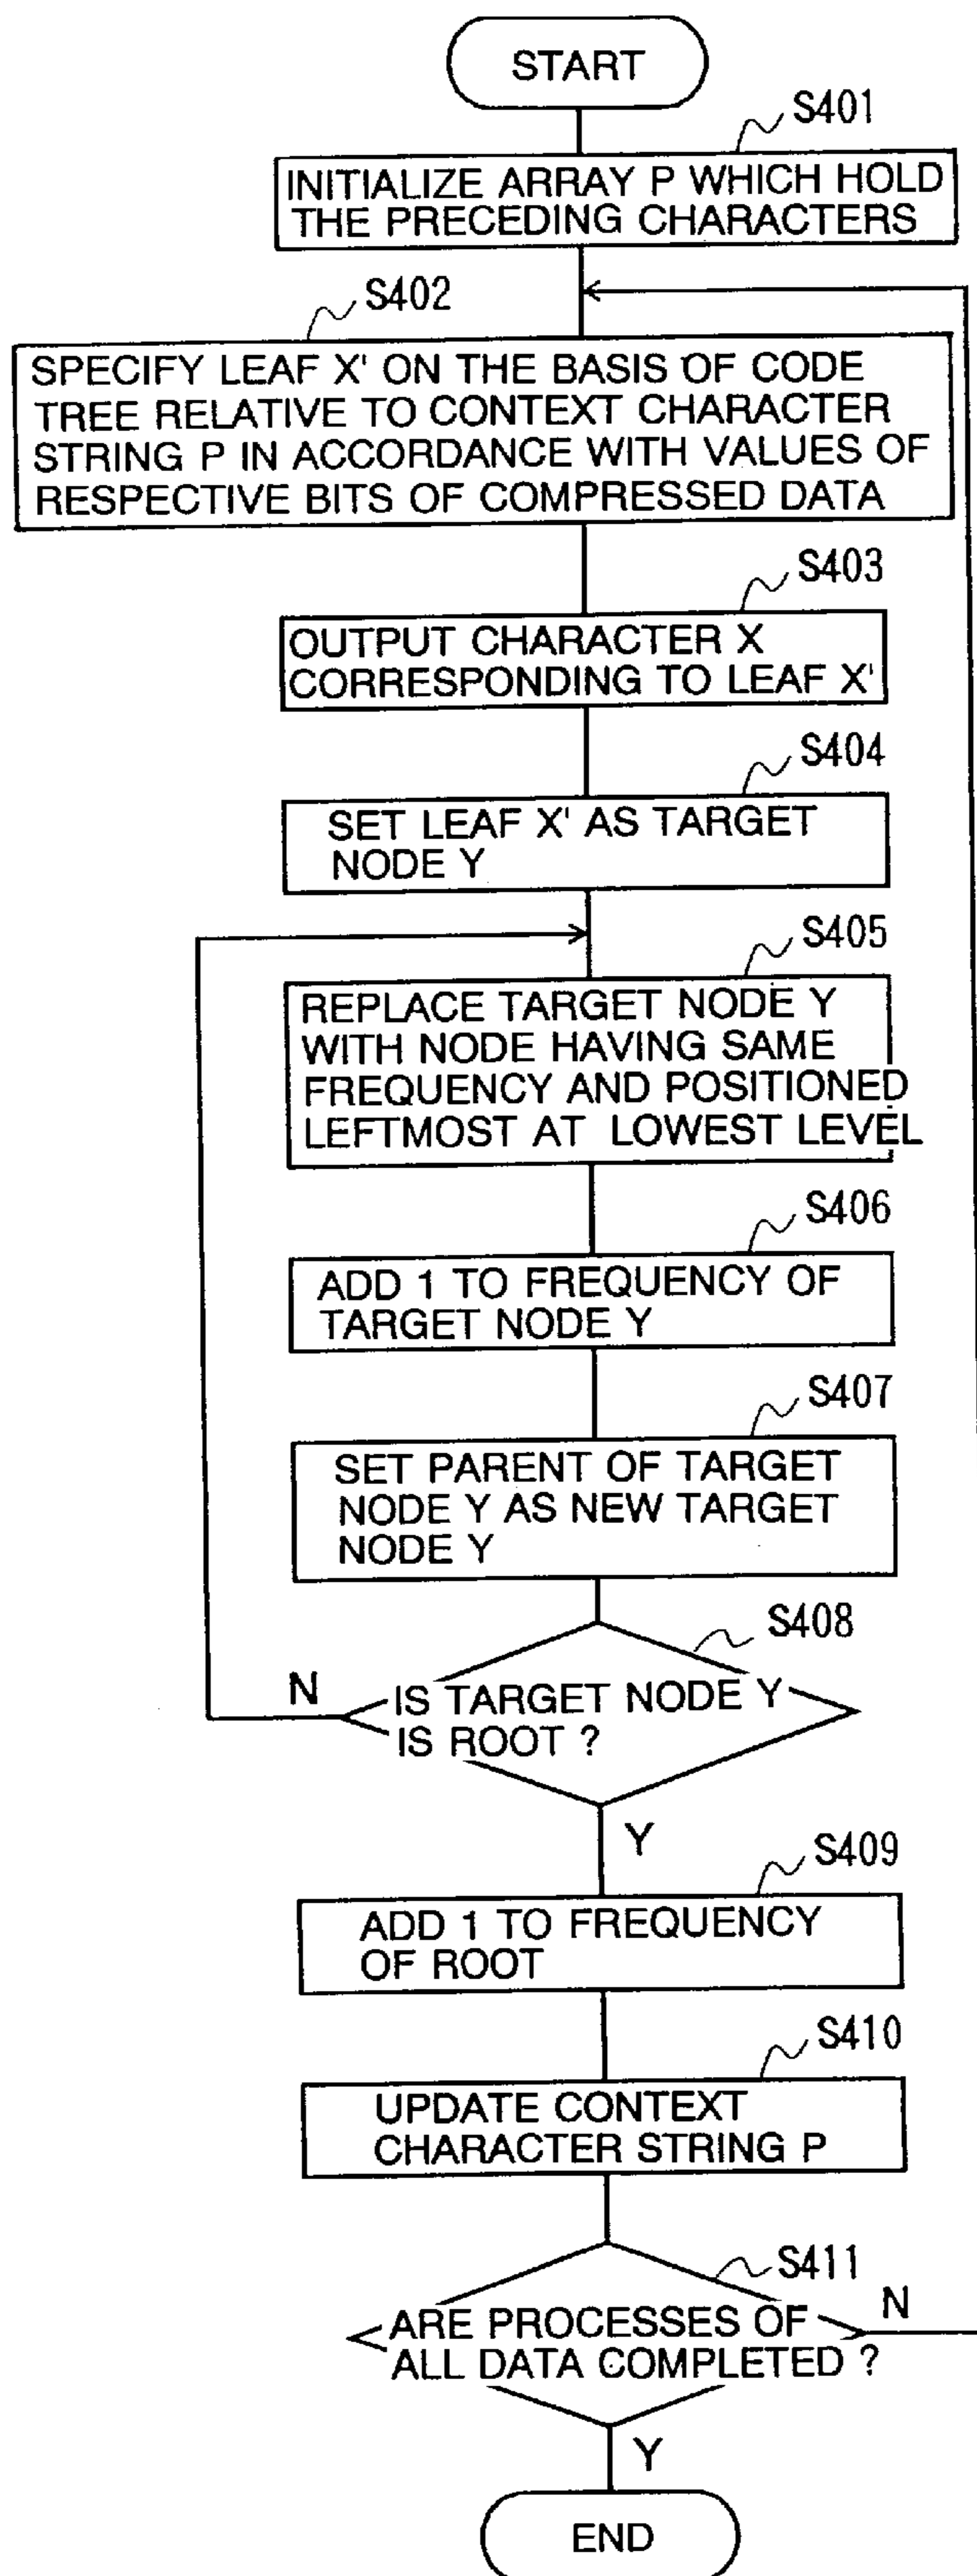 START
S401
INITIALIZE ARRAY P WHICH HOLD
THE PRECEDING CHARACTERS
S402
SPECIFY LEAF X' ON THE BASIS OF CODE
TREE RELATIVE TO CONTEXT CHARACTER
STRING P IN ACCORDANCE WITH VALUES OF
RESPECTIVE BITS OF COMPRESSED DATA
S403
OUTPUT CHARACTER X
CORRESPONDING TO LEAF X'
S404
SET LEAF X' AS TARGET
NODE Y
S405
REPLACE TARGET NODE Y
WITH NODE HAVING SAME
FREQUENCY AND POSITIONED
LEFTMOST AT LOWEST LEVEL
S406
ADD 1 TO FREQUENCY OF
TARGET NODE Y
S407
SET PARENT OF TARGET
NODE Y AS NEW TARGET
NODE Y
S408
N
IS TARGET NODE Y
IS ROOT ?
Y
S409
ADD 1 TO FREQUENCY
OF ROOT
S410
UPDATE CONTEXT
CHARACTER STRING P
S411
ARE PROCESSES OF
ALL DATA COMPLETED ?
N
Y
END